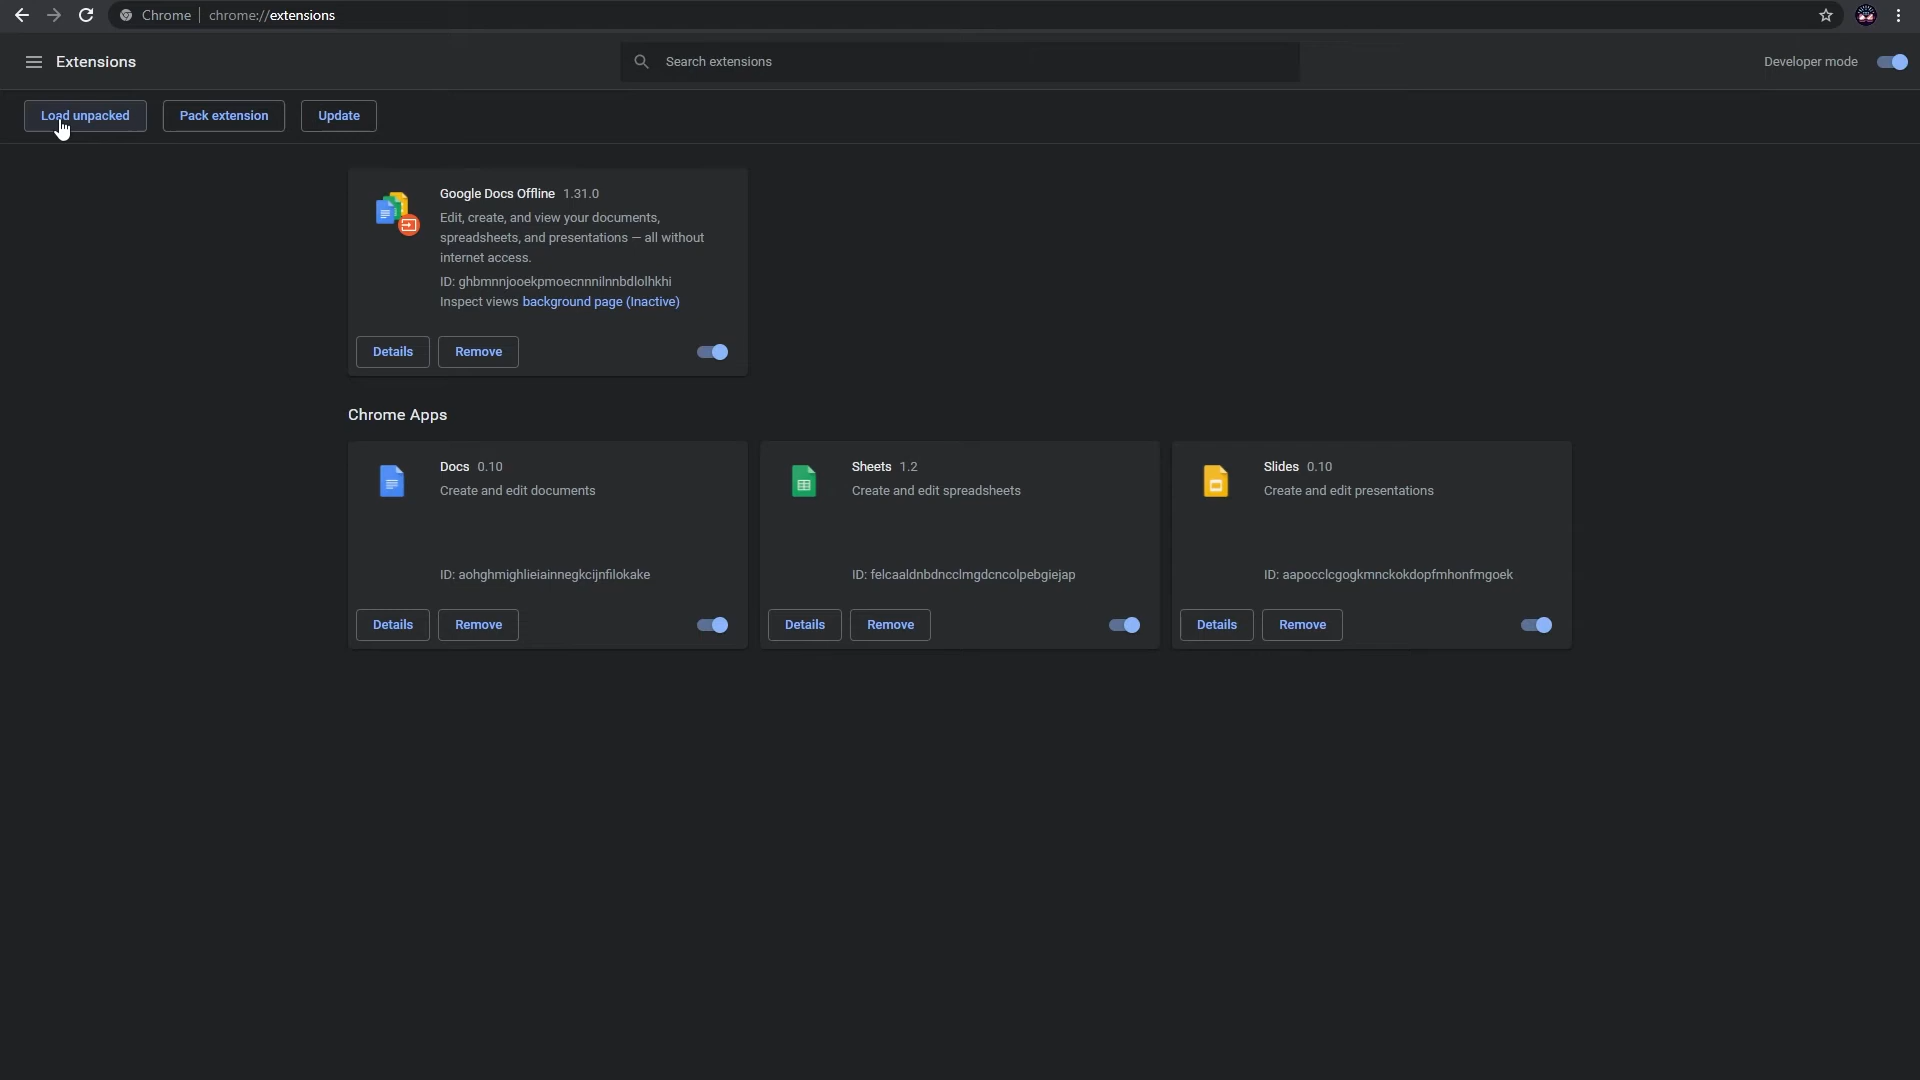 Chrome | chrome://extensions
Extensions
Search extensions
Developer mode
Load unpacked
Pack extension
Update
Google Docs Offline 1.31.0
Edit, create, and view your documents,
spreadsheets, and presentations — all without
internet access.
ID: ghbmnnjooekpmoecnnnilnnbdlolhkhi
Inspect views background page (Inactive)
Details
Remove
Chrome Apps
Docs 0.10
Create and edit documents
ID: aohghmighlieiainnegkcijnfilokake
Details
Remove
Sheets 1.2
Create and edit spreadsheets
ID: felcaaldnbdncclmgdcncolpebgiejap
Details
Remove
Slides 0.10
Create and edit presentations
ID: aapocclcgogkmnckokdopfmhonfmgoek
Details
Remove